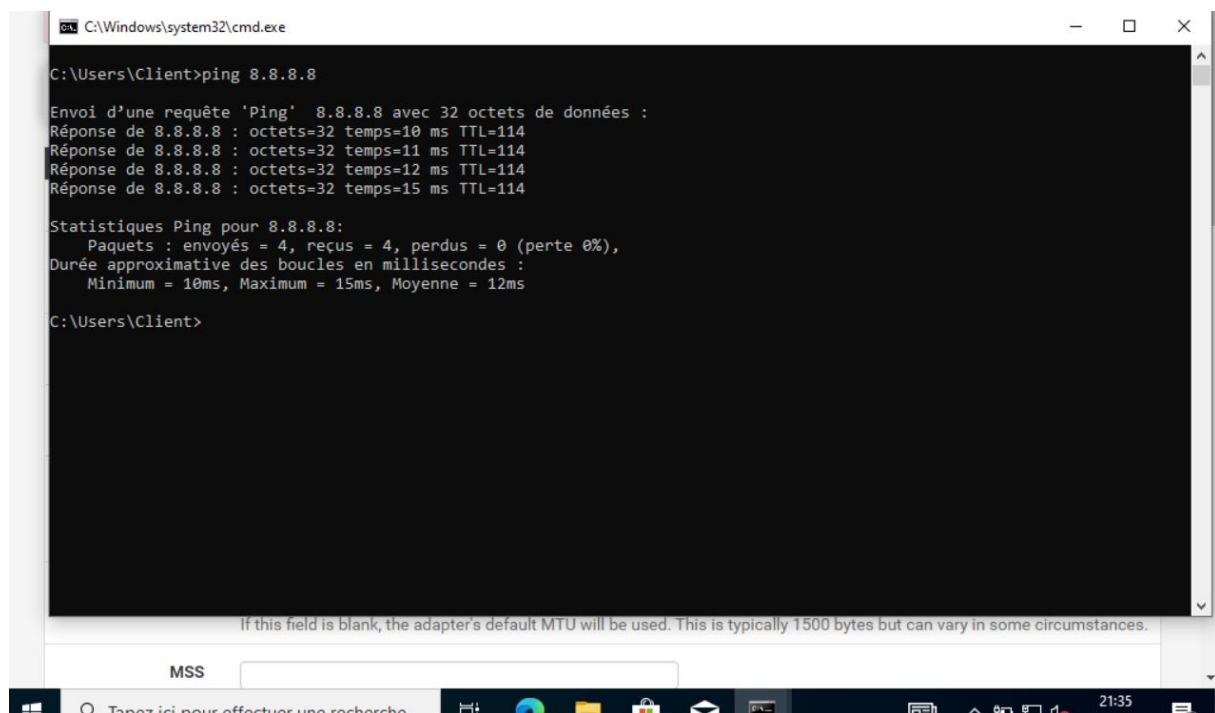 C:\Windows\system32\cmd.exe
C:\Users\Client>ping 8.8.8.8
Envoi d’une requête 'Ping'  8.8.8.8 avec 32 octets de données :
Réponse de 8.8.8.8 : octets=32 temps=10 ms TTL=114
Réponse de 8.8.8.8 : octets=32 temps=11 ms TTL=114
Réponse de 8.8.8.8 : octets=32 temps=12 ms TTL=114
Réponse de 8.8.8.8 : octets=32 temps=15 ms TTL=114
Statistiques Ping pour 8.8.8.8:
Paquets : envoyés = 4, reçus = 4, perdus = 0 (perte 0%),
Durée approximative des boucles en millisecondes :
Minimum = 10ms, Maximum = 15ms, Moyenne = 12ms
C:\Users\Client>
If this field is blank, the adapter's default MTU will be used. This is typically 1500 bytes but can vary in some circumstances.
MSS
Tapez ici pour effectuer une recherche
21:35